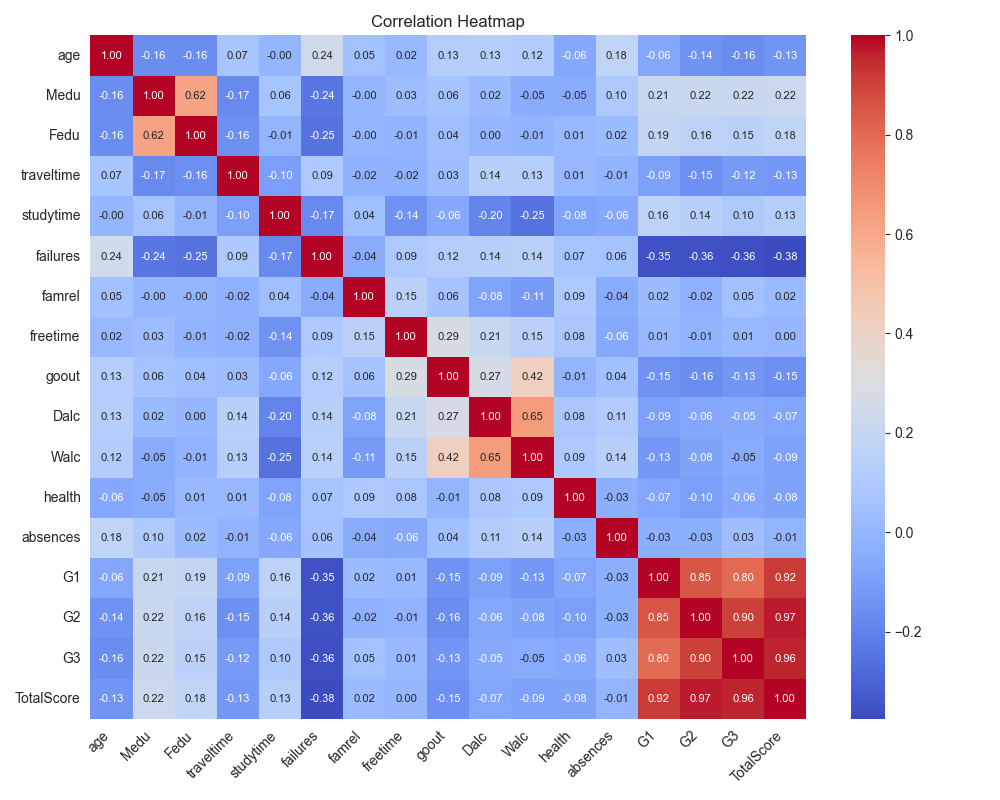 Correlation Heatmap
age 1.00 -0.16 -0.16 0.07 -0.00 0.24 0.05 0.02 0.13 0.13 0.12 -0.06 0.18 -0.06 -0.14 -0.16 -0.13
Medu -0.16 1.00 0.62 -0.17 0.06 -0.24 -0.00 0.03 0.06 0.02 -0.05 -0.05 0.10 0.21 0.22 0.22 0.22
Fedu -0.16 0.62 1.00 -0.16 -0.01 -0.25 -0.00 -0.01 0.04 0.00 -0.01 0.01 0.02 0.19 0.16 0.15 0.18
traveltime 0.07 -0.17 -0.16 1.00 -0.10 0.09 -0.02 -0.02 0.03 0.14 0.13 0.01 -0.01 -0.09 -0.15 -0.12 -0.13
studytime -0.00 0.06 -0.01 -0.10 1.00 -0.17 0.04 -0.14 -0.06 -0.20 -0.25 -0.08 -0.06 0.16 0.14 0.10 0.13
failures 0.24 -0.24 -0.25 0.09 -0.17 1.00 -0.04 0.09 0.12 0.14 0.14 0.07 0.06 -0.35 -0.36 -0.36 -0.38
famrel 0.05 -0.00 -0.00 -0.02 0.04 -0.04 1.00 0.15 0.06 -0.08 -0.11 0.09 -0.04 0.02 -0.02 0.05 0.02
freetime 0.02 0.03 -0.01 -0.02 -0.14 0.09 0.15 1.00 0.29 0.21 0.15 0.08 -0.06 0.01 -0.01 0.01 0.00
goout 0.13 0.06 0.04 0.03 -0.06 0.12 0.06 0.29 1.00 0.27 0.42 -0.01 0.04 -0.15 -0.16 -0.13 -0.15
Dalc 0.13 0.02 0.00 0.14 -0.20 0.14 -0.08 0.21 0.27 1.00 0.65 0.08 0.11 -0.09 -0.06 -0.05 -0.07
Walc 0.12 -0.05 -0.01 0.13 -0.25 0.14 -0.11 0.15 0.42 0.65 1.00 0.09 0.14 -0.13 -0.08 -0.05 -0.09
health -0.06 -0.05 0.01 0.01 -0.08 0.07 0.09 0.08 -0.01 0.08 0.09 1.00 -0.03 -0.07 -0.10 -0.06 -0.08
absences 0.18 0.10 0.02 -0.01 -0.06 0.06 -0.04 -0.06 0.04 0.11 0.14 -0.03 1.00 -0.03 -0.03 0.03 -0.01
G1 -0.06 0.21 0.19 -0.09 0.16 -0.35 0.02 0.01 -0.15 -0.09 -0.13 -0.07 -0.03 1.00 0.85 0.80 0.92
G2 -0.14 0.22 0.16 -0.15 0.14 -0.36 -0.02 -0.01 -0.16 -0.06 -0.08 -0.10 -0.03 0.85 1.00 0.90 0.97
G3 -0.16 0.22 0.15 -0.12 0.10 -0.36 0.05 0.01 -0.13 -0.05 -0.05 -0.06 0.03 0.80 0.90 1.00 0.96
TotalScore -0.13 0.22 0.18 -0.13 0.13 -0.38 0.02 0.00 -0.15 -0.07 -0.09 -0.08 -0.01 0.92 0.97 0.96 1.00
age Medu Fedu traveltime studytime failures famrel freetime goout Dalc Walc health absences G1 G2 G3 TotalScore
1.0
0.8
0.6
0.4
0.2
0.0
−0.2